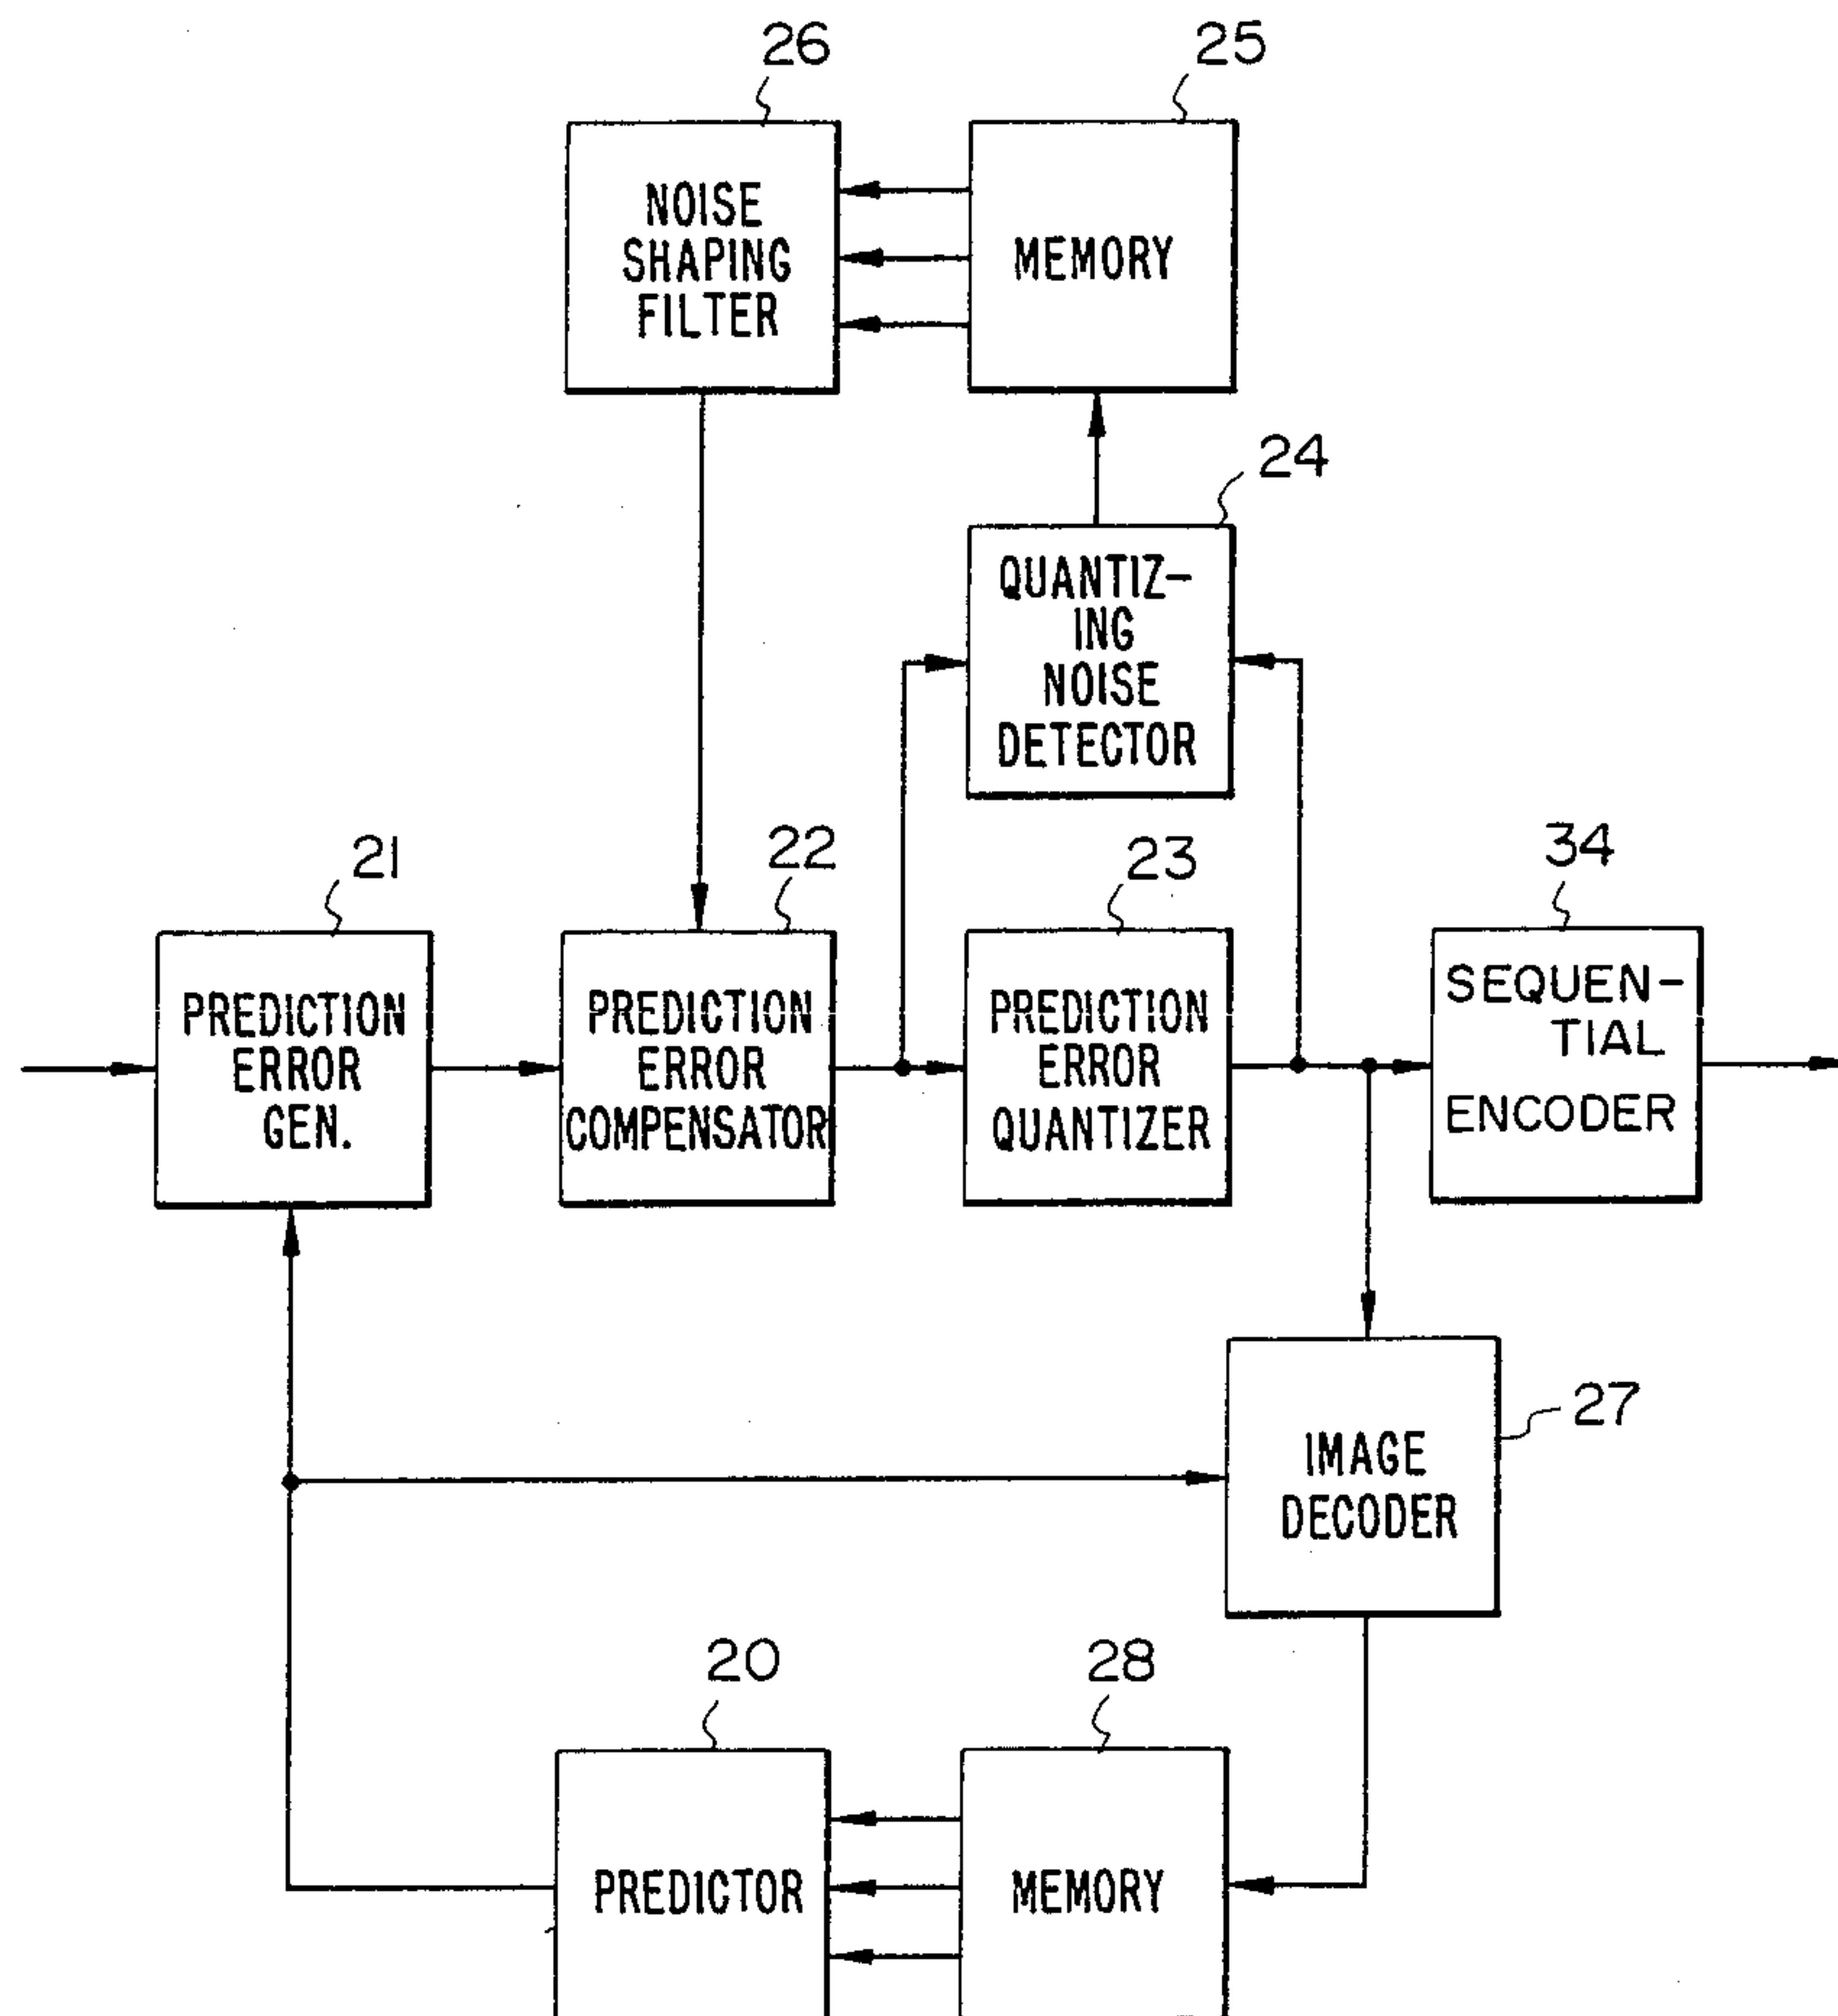 26
25
NOISE
SHAPING
FILTER
MEMORY
24
QUANTIZ-
ING
NOISE
DETECTOR
21
22
23
34
PREDICTION
ERROR
GEN.
PREDICTION
ERROR
COMPENSATOR
PREDICTION
ERROR
QUANTIZER
SEQUEN-
TIAL
ENCODER
27
IMAGE
DECODER
20
28
PREDICTOR
MEMORY